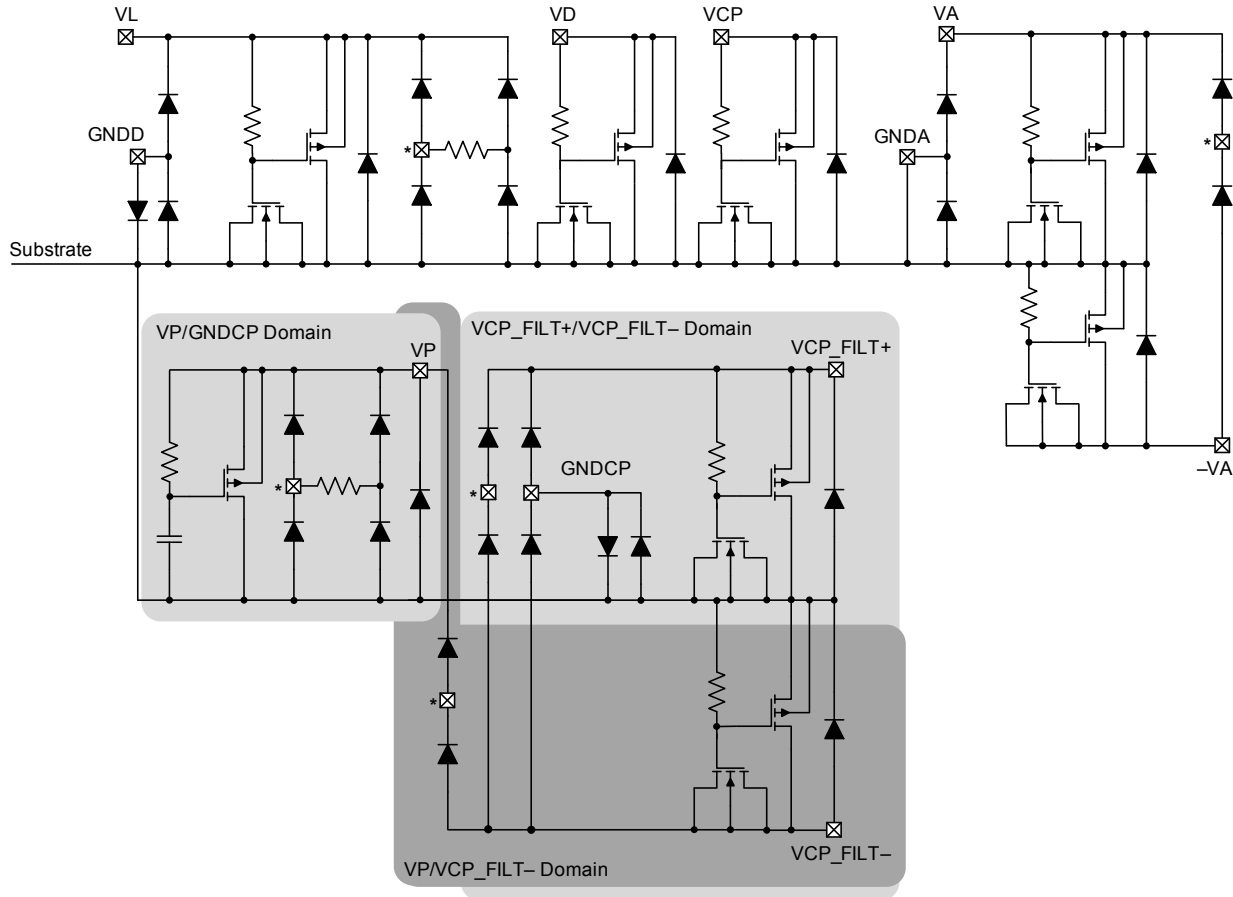 VL
VD
VCP
VA
GNDD
*
GNDA
*
Substrate
VP/GNDCP Domain
VP
VCP_FILT+/VCP_FILT– Domain
VCP_FILT+
–VA
GNDCP
*
*
*
VCP_FILT–
VP/VCP_FILT– Domain